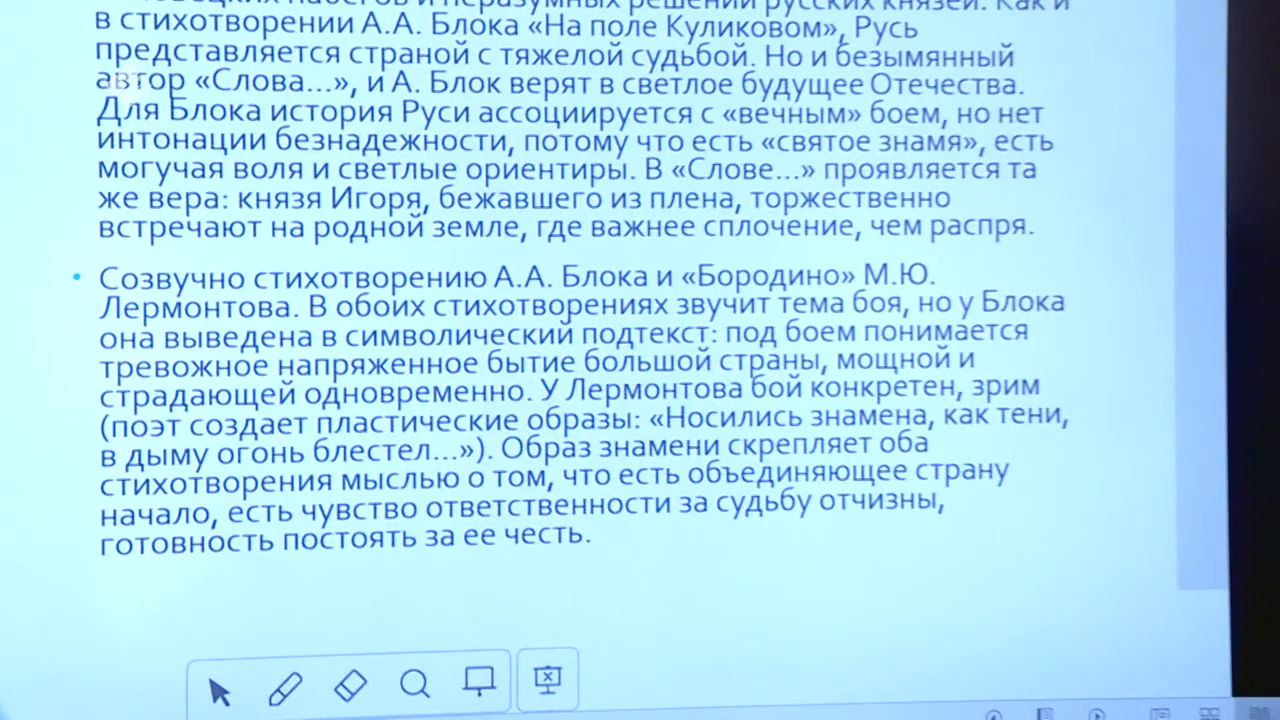 набегов и неразумных решений русских князей. Как и
в стихотворении А.А. Блока «На поле Куликовом», Русь
представляется страной с тяжелой судьбой. Но и безымянный
автор «Слова...», и А. Блок верят в светлое будущее Отечества.
Для Блока история Руси ассоциируется с «вечным» боем, но нет
интонации безнадежности, потому что есть «святое знамя», есть
могучая воля и светлые ориентиры. В «Слове...» проявляется та
же вера: князя Игоря, бежавшего из плена, торжественно
встречают на родной земле, где важнее сплочение, чем распря.
• Созвучно стихотворению А.А. Блока и «Бородино» М.Ю.
Лермонтова. В обоих стихотворениях звучит тема боя, но у Блока
она выведена в символический подтекст: под боем понимается
тревожное напряженное бытие большой страны, мощной и
страдающей одновременно. У Лермонтова бой конкретен, зрим
(поэт создает пластические образы: «Носились знамена, как тени,
в дыму огонь блестел...»). Образ знамени скрепляет оба
стихотворения мыслью о том, что есть объединяющее страну
начало, есть чувство ответственности за судьбу отчизны,
готовность постоять за ее честь.